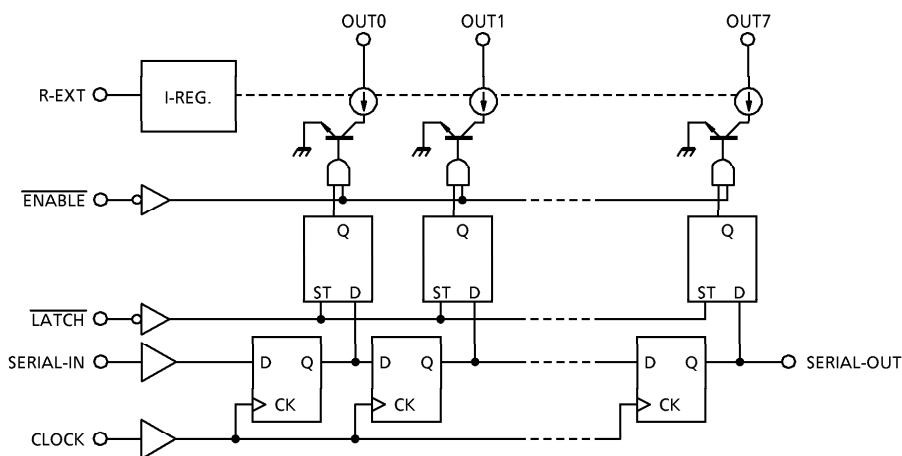 OUT0 OUT1 OUT7
R-EXT I-REG.
ENABLE
Q Q Q
ST D ST D ST D
LATCH
SERIAL-IN D Q D Q D Q SERIAL-OUT
CK CK CK
CLOCK